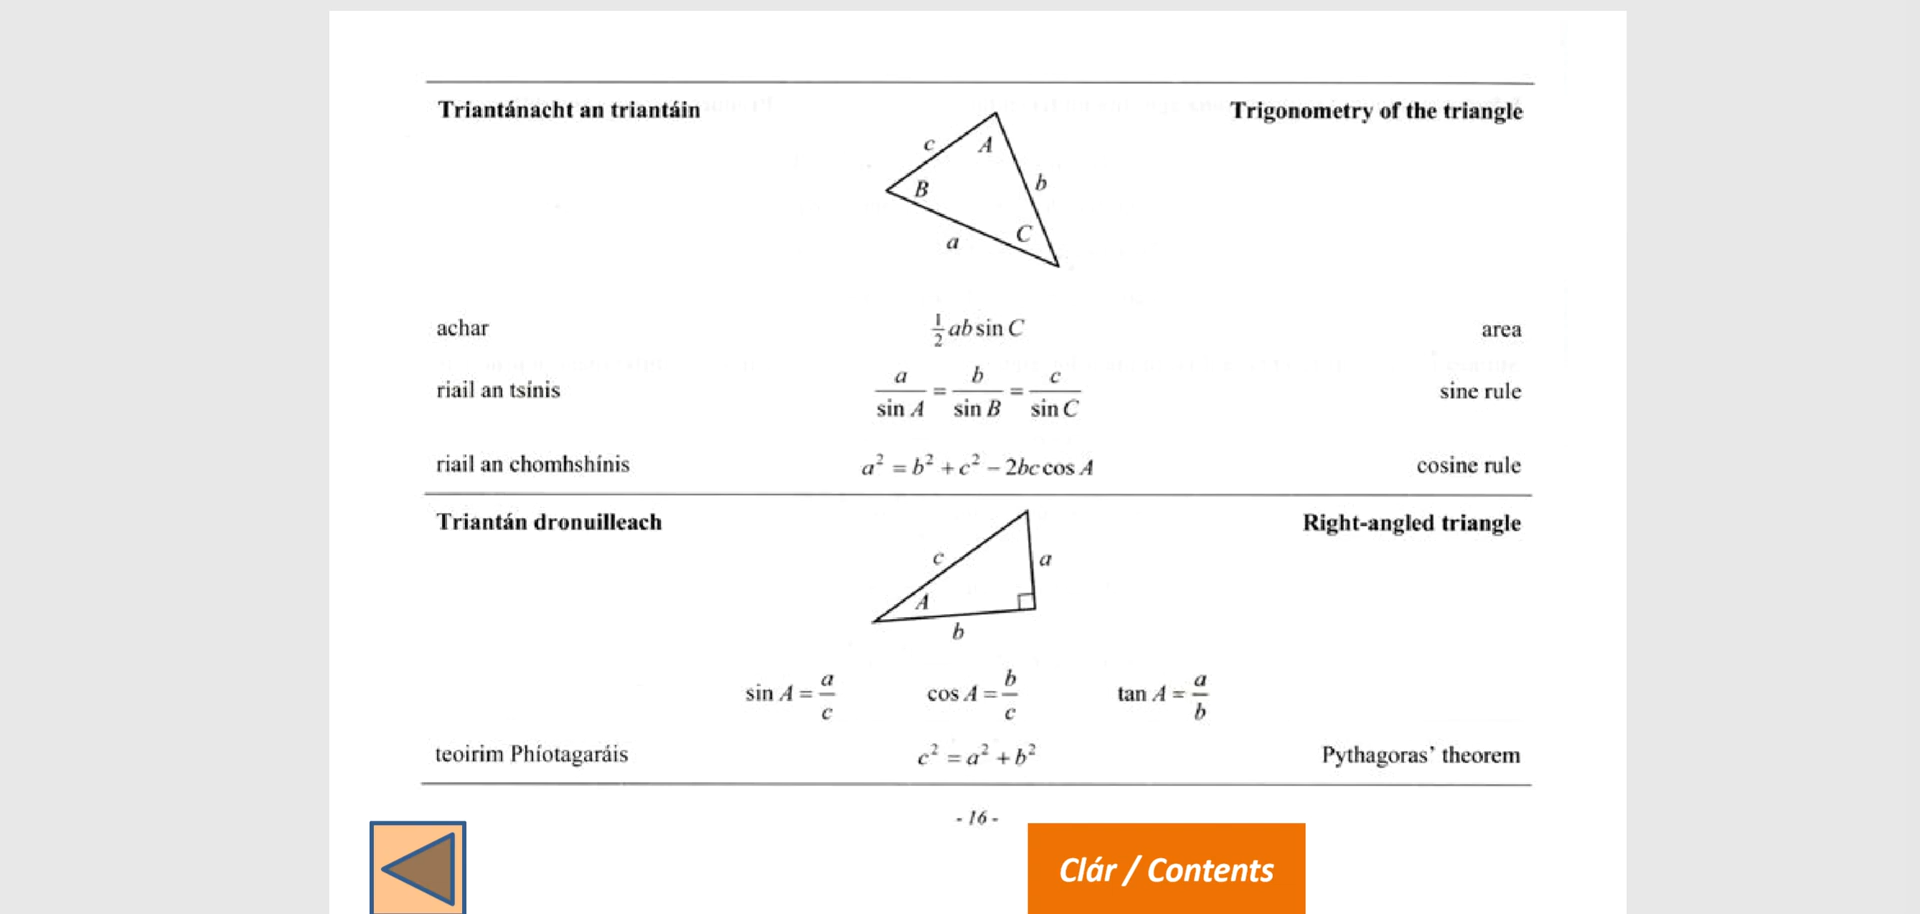 Triantánacht an triantáin
Trigonometry of the triangle
c
A
B
b
a
C
achar
½ ab sin C
area
riail an tsínis
a / sin A = b / sin B = c / sin C
sine rule
riail an chomhshínis
a² = b² + c² – 2bc cos A
cosine rule
Triantán dronuilleach
Right-angled triangle
c
a
A
b
sin A = a/c
cos A = b/c
tan A = a/b
teoirim Phíotagaráis
c² = a² + b²
Pythagoras’ theorem
- 16 -
Clár / Contents